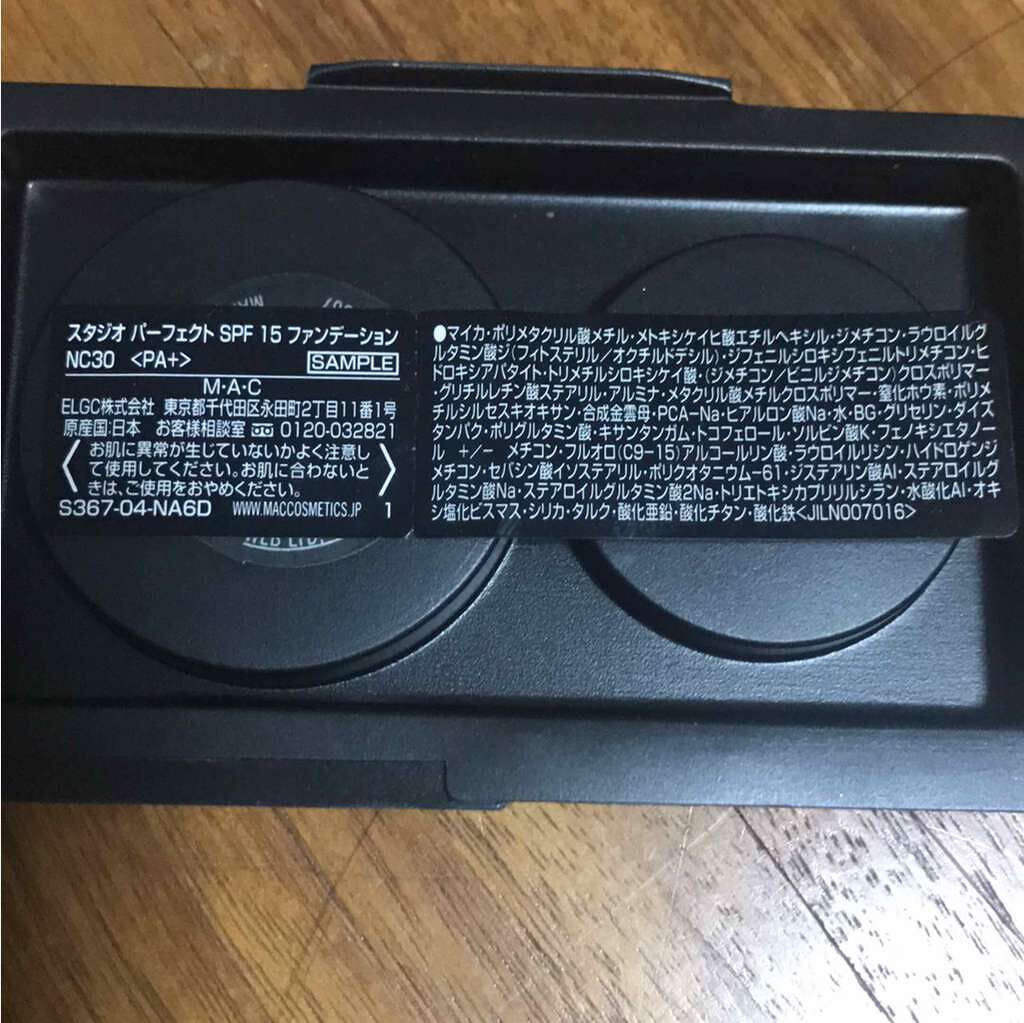 スタジオ パーフェクト SPF 15 ファンデーション
NC30 <PA+> SAMPLE
M·A·C
ELGC株式会社 東京都千代田区永田町2丁目11番1号
原産国:日本 お客様相談室 0120-032821
お肌に異常が生じていないかよく注意し
て使用してください。お肌に合わないと
きは、ご使用をおやめください。
S367-04-NA6D WWW.MACCOSMETICS.JP 1
●マイカ・ポリメタクリル酸メチル・メトキシケイヒ酸エチルヘキシル・ジメチコン・ラウロイルグ
ルタミン酸ジ(フィトステリル/オクチルドデシル)・ジフェニルシロキシフェニルトリメチコン・ヒ
ドロキシアパタイト・トリメチルシロキシケイ酸・(ジメチコン/ビニルジメチコン)クロスポリマー
・グリチルレチン酸ステアリル・アルミナ・メタクリル酸メチルクロスポリマー・窒化ホウ素・ポリメ
チルシルセスキオキサン・合成金雲母・PCA-Na・ヒアルロン酸Na・水・BG・グリセリン・ダイズ
タンパク・ポリグルタミン酸・キサンタンガム・トコフェロール・ソルビン酸K・フェノキシエタノー
ル +/- メチコン・フルオロ(C9-15)アルコールリン酸・ラウロイルリシン・ハイドロゲンジ
メチコン・セバシン酸イソステアリル・ポリクオタニウム-61・ジステアリン酸Al・ステアロイルグ
ルタミン酸Na・ステアロイルグルタミン酸2Na・トリエトキシカプリリルシラン・水酸化Al・オキ
シ塩化ビスマス・シリカ・タルク・酸化亜鉛・酸化チタン・酸化鉄<JILN007016>